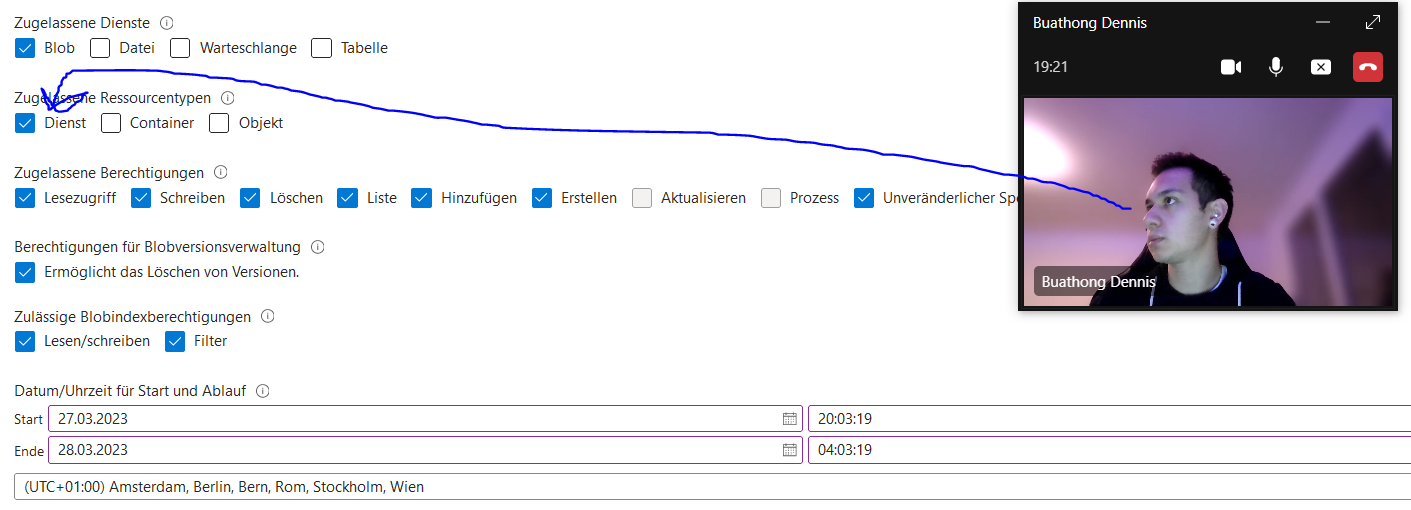 Zugelassene Dienste
Blob Datei Warteschlange Tabelle
Zugelassene Ressourcentypen
Dienst Container Objekt
Zugelassene Berechtigungen
Lesezugriff Schreiben Löschen Liste Hinzufügen Erstellen Aktualisieren Prozess Unveränderlicher Spe
Berechtigungen für Blobversionsverwaltung
Ermöglicht das Löschen von Versionen.
Zulässige Blobindexberechtigungen
Lesen/schreiben Filter
Datum/Uhrzeit für Start und Ablauf
Start 27.03.2023 20:03:19
Ende 28.03.2023 04:03:19
(UTC+01:00) Amsterdam, Berlin, Bern, Rom, Stockholm, Wien
Buathong Dennis
19:21
Buathong Dennis